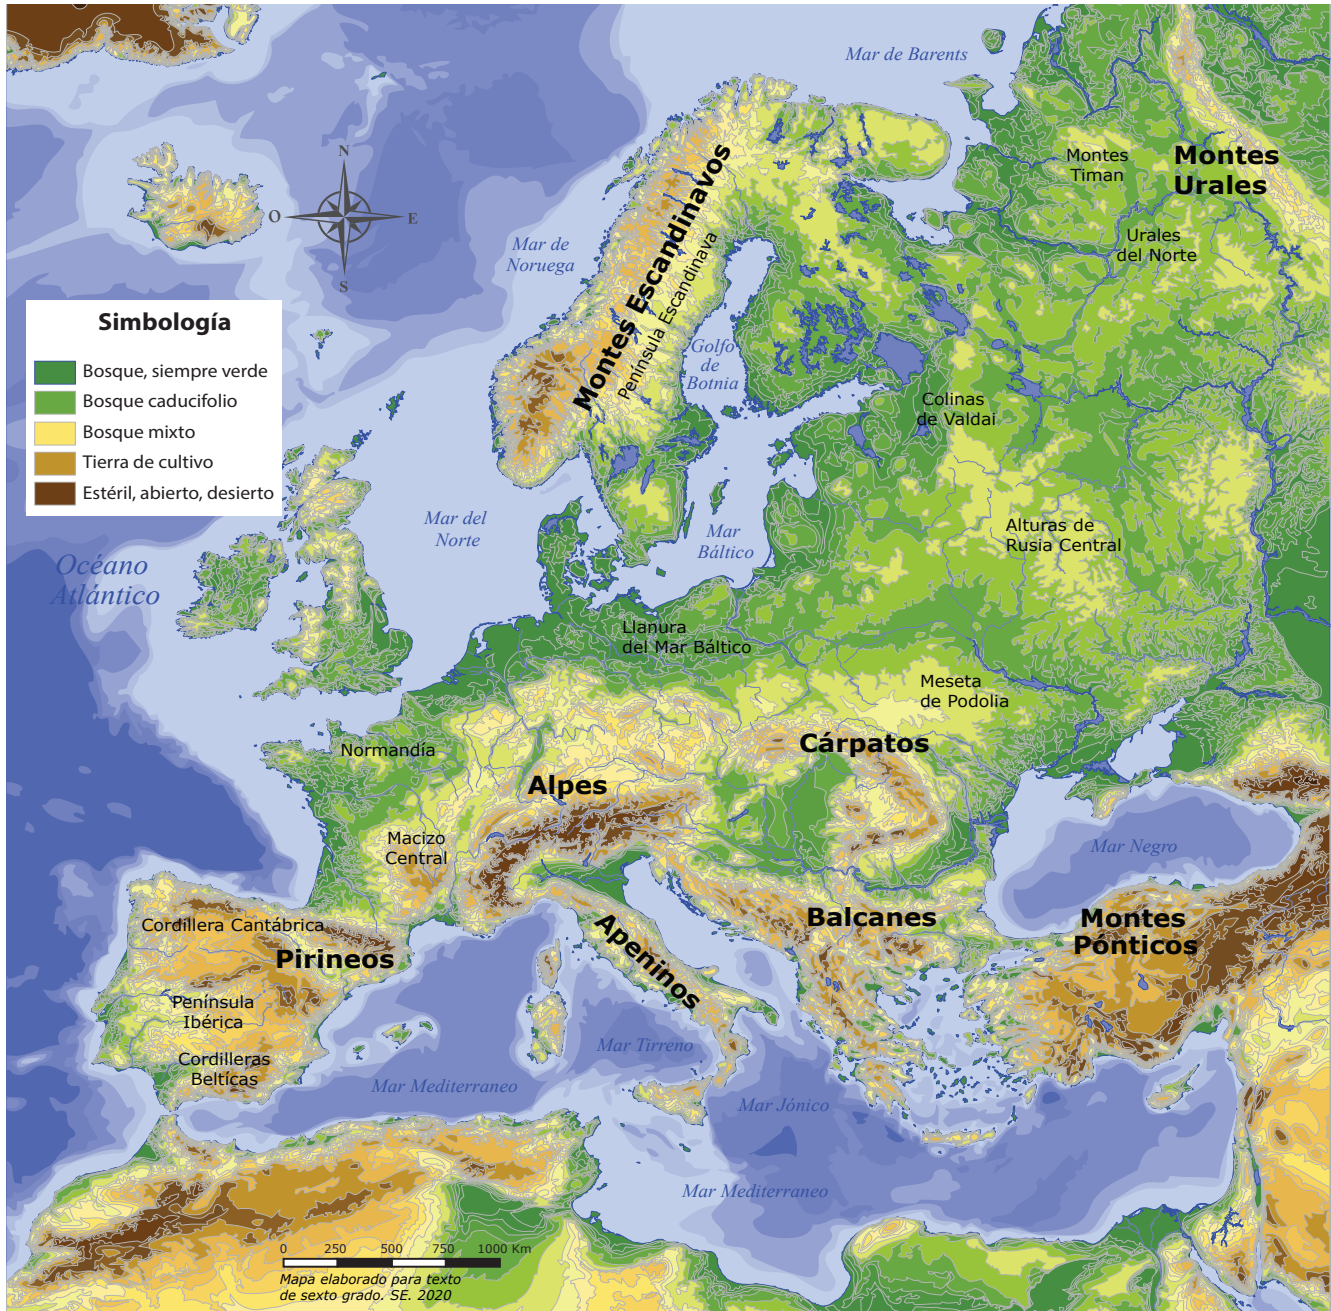 Mar de Barents
N
O
E
S
Montes
Timan
Montes
Urales
Urales
del Norte
Mar de
Noruega
Montes Escandinavos
Península Escandinava
Golfo
de
Botnia
Simbología
Bosque, siempre verde
Bosque caducifolio
Bosque mixto
Tierra de cultivo
Estéril, abierto, desierto
Colinas
de Valdai
Mar del
Norte
Mar
Báltico
Alturas de
Rusia Central
Océano
Atlántico
Llanura
del Mar Báltico
Meseta
de Podolia
Normandía
Cárpatos
Alpes
Macizo
Central
Mar Negro
Cordillera Cantábrica
Pirineos
Apeninos
Balcanes
Montes
Pónticos
Península
Ibérica
Cordilleras
Beltícas
Mar Tirreno
Mar Mediterraneo
Mar Jónico
Mar Mediterraneo
0 250 500 750 1000 Km
Mapa elaborado para texto
de sexto grado. SE. 2020